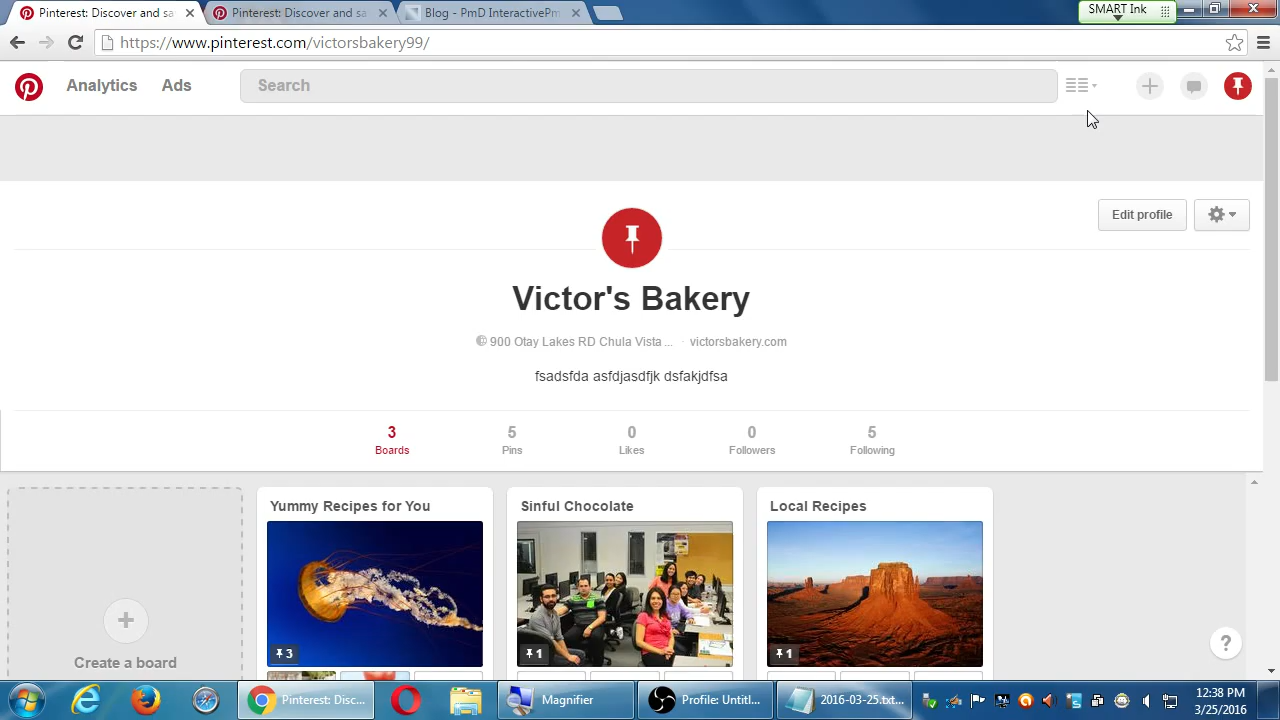 Pinterest: Discover and sa
Pinterest: Discover and sa
Blog - PmD InteractivePm
SMART Ink
https://www.pinterest.com/victorsbakery99/
Analytics
Ads
Search
Edit profile
Victor's Bakery
900 Otay Lakes RD Chula Vista ... · victorsbakery.com
fsadsfda asfdjasdfjk dsfakjdfsa
3
Boards
5
Pins
0
Likes
0
Followers
5
Following
Create a board
Yummy Recipes for You
3
Sinful Chocolate
1
Local Recipes
1
?
Pinterest: Disc...
Magnifier
Profile: Untitl...
2016-03-25.txt...
12:38 PM
3/25/2016